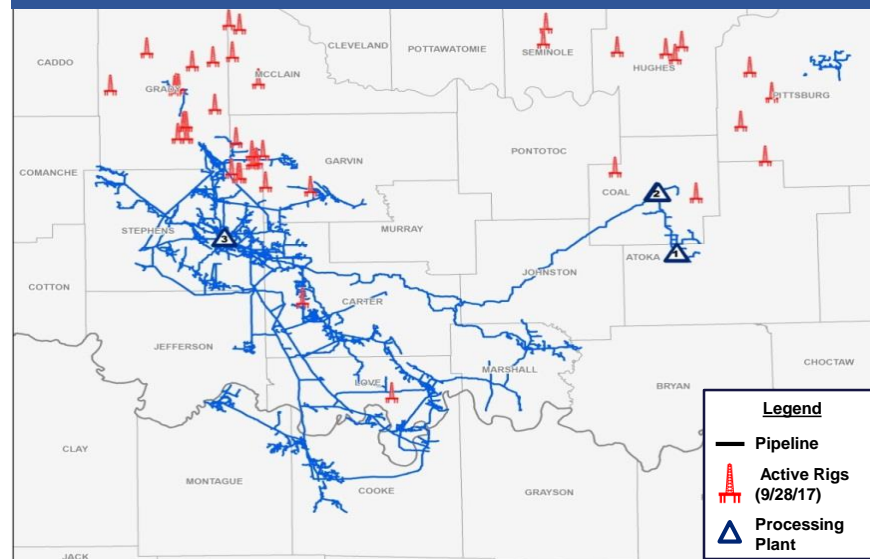 CLEVELAND
POTTAWATOMIE
SEMINOLE
CADDO
HUGHES
MCCLAIN
GRADY
PITTSBURG
PONTOTOC
GARVIN
COMANCHE
COAL
2
STEPHENS
MURRAY
3
ATOKA
1
JOHNSTON
COTTON
CARTER
JEFFERSON
CHOCTAW
MARSHALL
LOVE
BRYAN
Legend
Pipeline
Active Rigs
(9/28/17)
Processing
Plant
CLAY
MONTAGUE
COOKE
GRAYSON
JACK